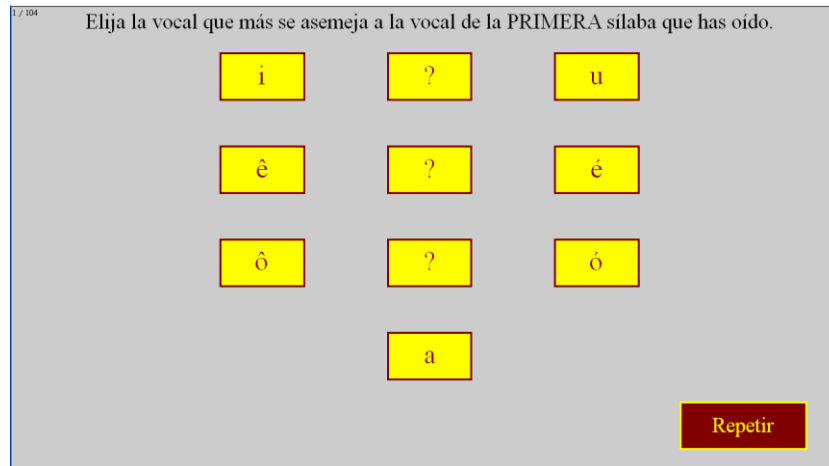 1 / 104
Elija la vocal que más se asemeja a la vocal de la PRIMERA sílaba que has oído.
i ? u
ê ? é
ô ? ó
a
Repetir